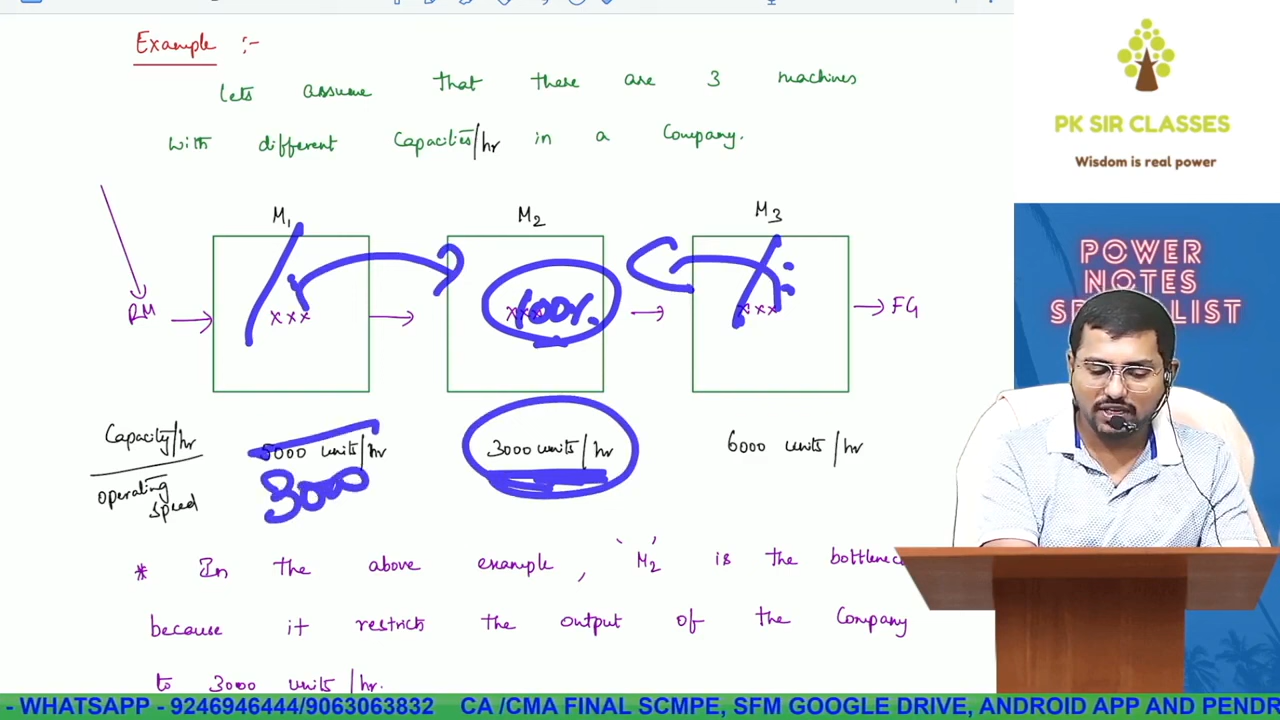 Example :-
Lets assume that there are 3 machines
with different Capacities/hr in a Company.
M1 M2 M3
RM → xxx → xxx 100%. → xxx → FG
Capacity/hr
operating speed
5000 units/hr
3000
3000 units/hr
6000 units/hr
* In the above example, 'M2' is the
because it restricts the output of the Company
to 3000 units/hr.
PK SIR CLASSES
Wisdom is real power
POWER
NOTES
- WHATSAPP - 9246946444/9063063832 CA /CMA FINAL SCMPE, SFM GOOGLE DRIVE, ANDROID APP AND